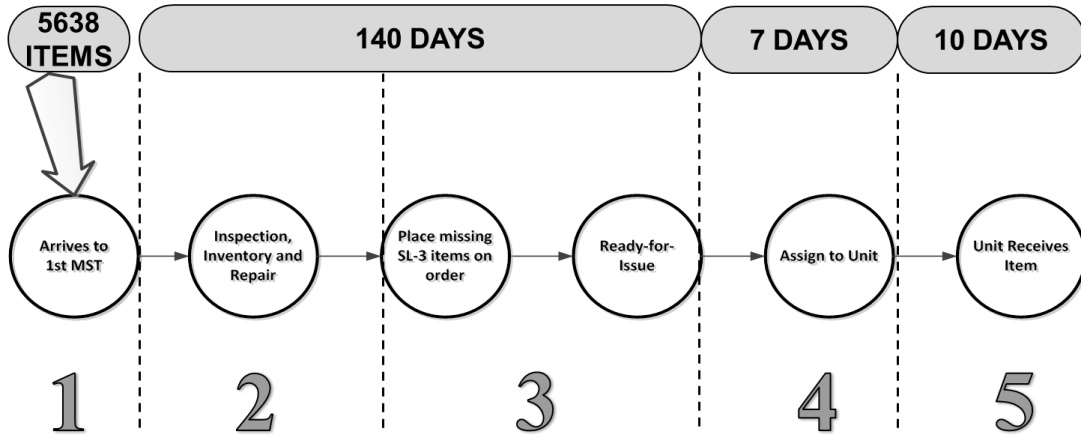 5638
ITEMS
140 DAYS
7 DAYS
10 DAYS
Arrives to
1st MST
Inspection,
Inventory and
Repair
Place missing
SL-3 items on
order
Ready-for-
Issue
Assign to Unit
Unit Receives
Item
1
2
3
4
5